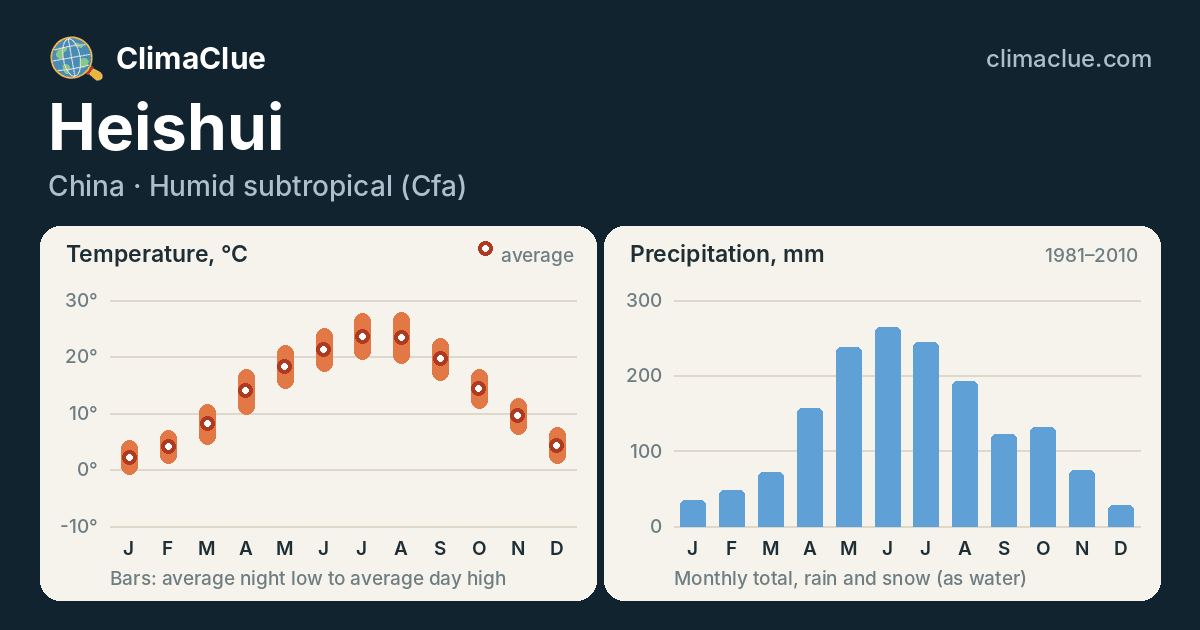 ClimaClue
climaclue.com
Heishui
China · Humid subtropical (Cfa)
Temperature, °C
average
30°
20°
10°
0°
-10°
J F M A M J J A S O N D
Bars: average night low to average day high
Precipitation, mm
1981–2010
300
200
100
0
J F M A M J J A S O N D
Monthly total, rain and snow (as water)